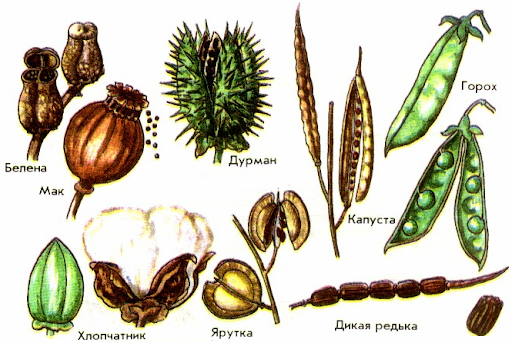 Горох
Дурман
Белена
Мак
Капуста
Хлопчатник
Ярутка
Дикая редька